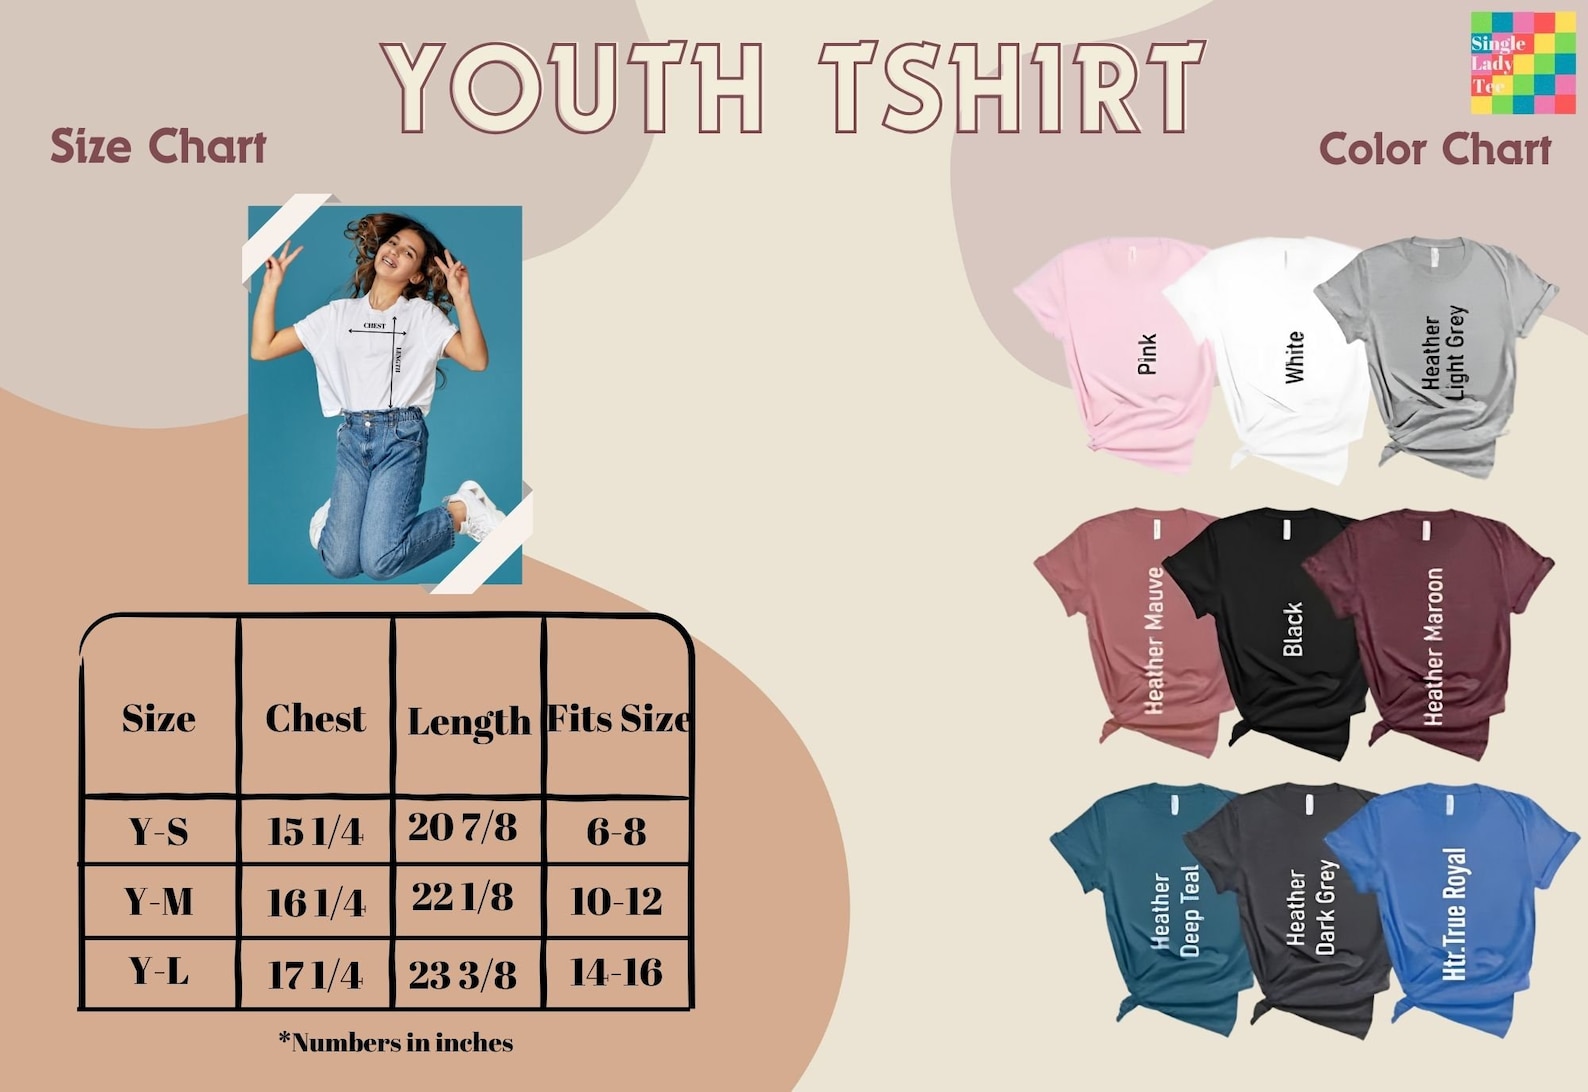 YOUTH TSHIRT
Single
Lady
Tee
Size Chart
Color Chart
CHEST
LENGTH
Size Chest Length Fits Size
Y-S 15 1/4 20 7/8 6-8
Y-M 16 1/4 22 1/8 10-12
Y-L 17 1/4 23 3/8 14-16
*Numbers in inches
Pink
White
Heather
Light Grey
Heather Mauve
Black
Heather Maroon
Heather
Deep Teal
Heather
Dark Grey
Htr.True Royal